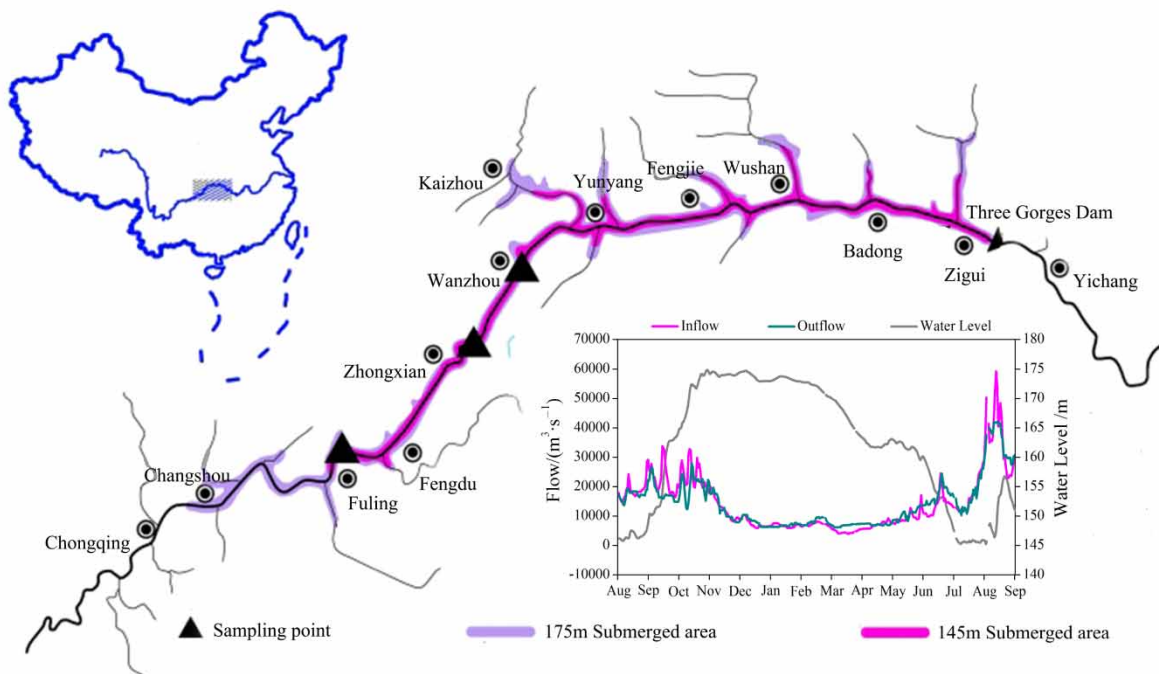 Kaizhou
Yunyang
Fengjie
Wushan
Three Gorges Dam
Badong
Zigui
Yichang
Wanzhou
Zhongxian
Changshou
Fuling
Fengdu
Chongqing
Inflow Outflow Water Level
70000
60000
50000
40000
30000
20000
10000
0
-10000
Flow/(m³·s⁻¹)
180
175
170
165
160
155
150
145
140
Water Level /m
Aug Sep Oct Nov Dec Jan Feb Mar Apr May Jun Jul Aug Sep
Sampling point
175m Submerged area
145m Submerged area